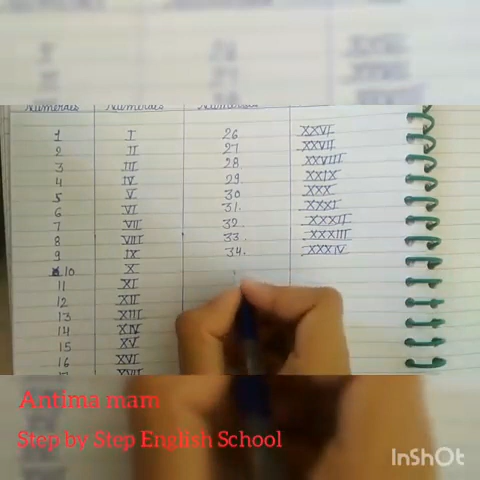 Numerals Numerals Numerals
1 I 26 XXVI
2 II 27 XXVII
3 III 28 XXVIII
4 IV 29 XXIX
5 V 30 XXX
6 VI 31. XXXI
7 VII 32. XXXII
8 VIII 33. XXXIII
9 IX 34. XXXIV
10 X
11 XI
12 XII
13 XIII
14 XIV
15 XV
16 XVI
17 XVII
Antima mam
Step by Step English School
InShOt